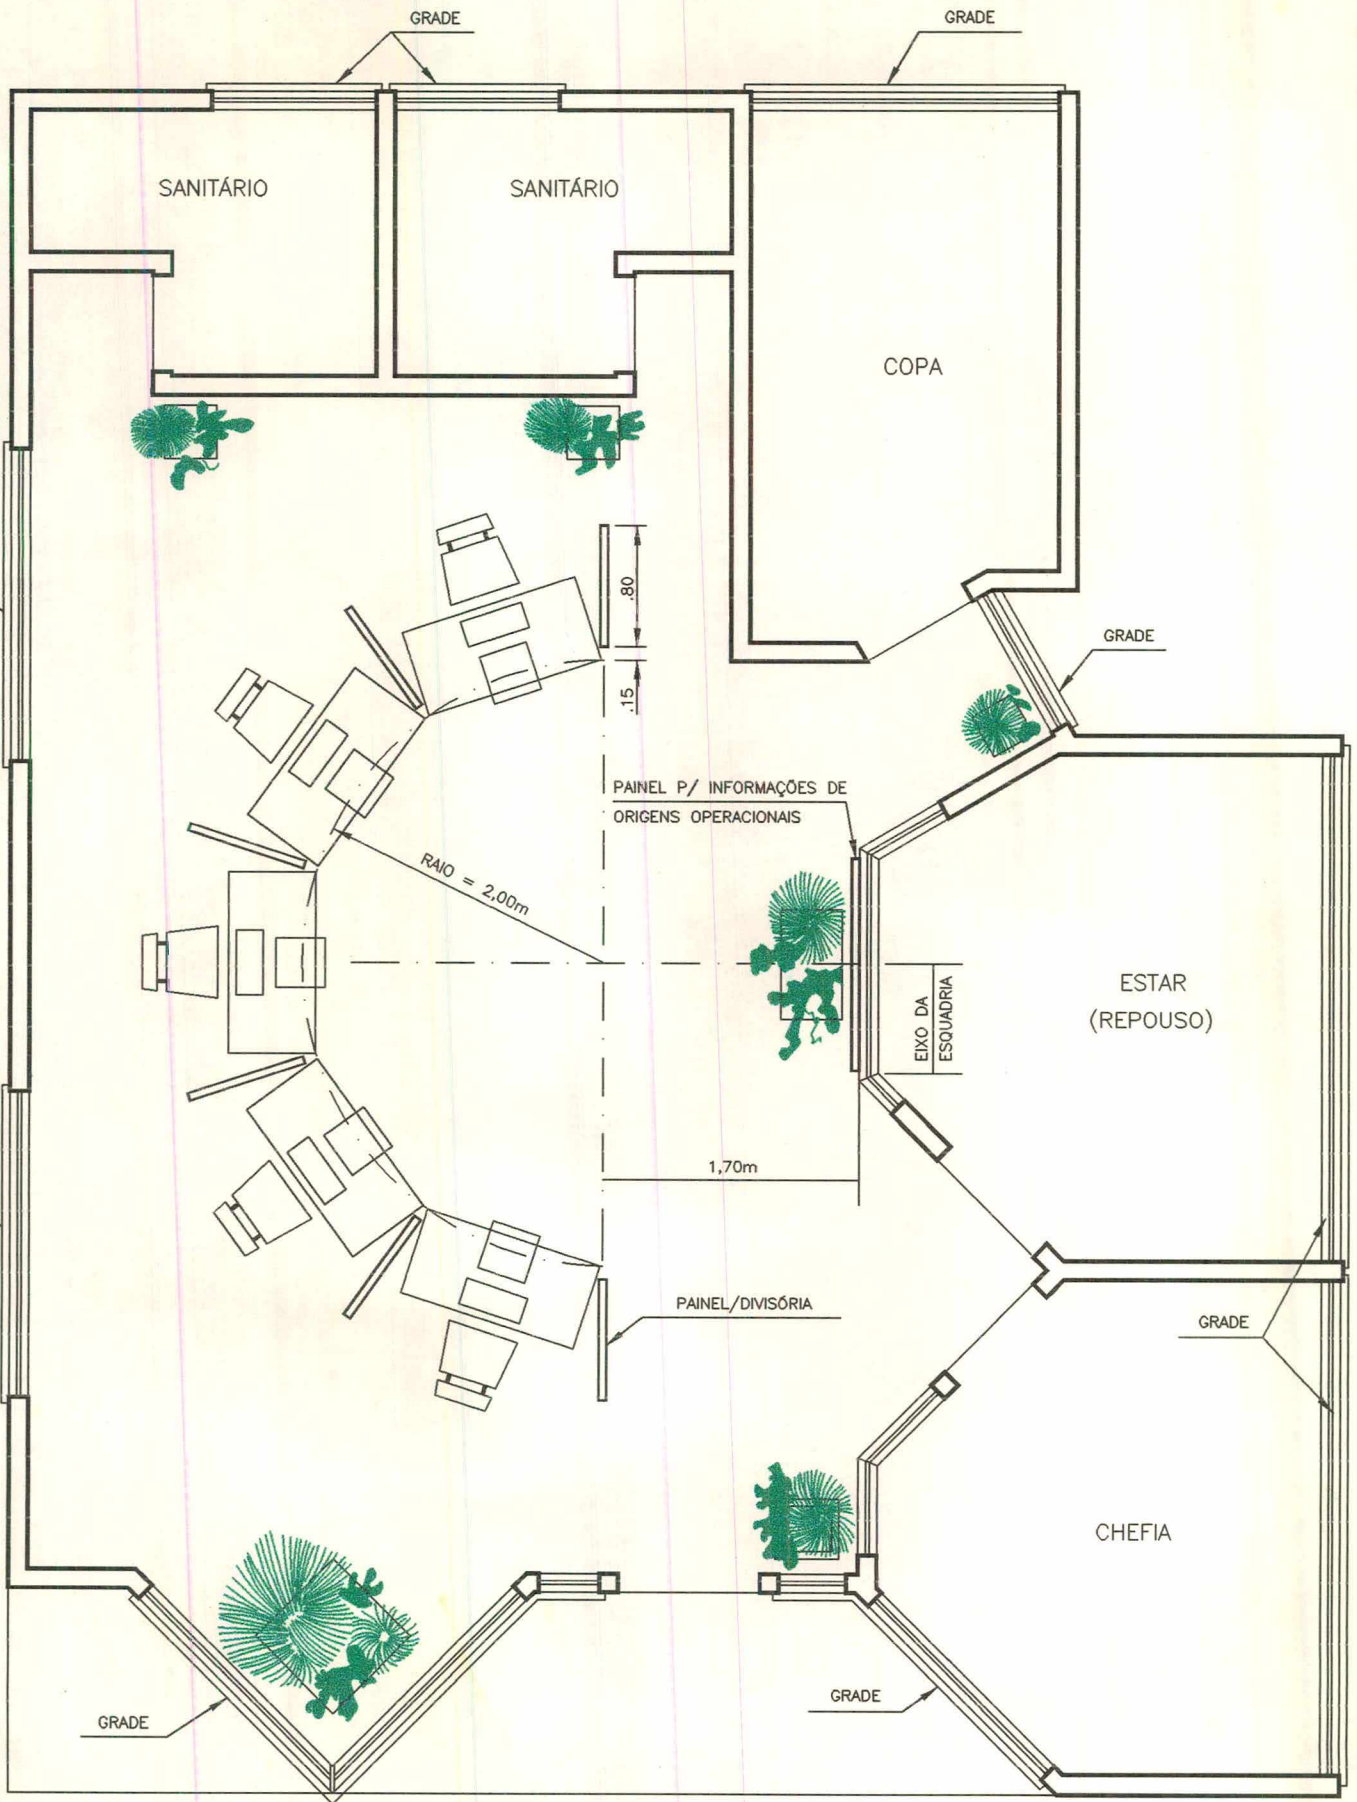 GRADE
GRADE
SANITÁRIO
SANITÁRIO
COPA
.80
GRADE
.15
PAINEL P/ INFORMAÇÕES DE
ORIGENS OPERACIONAIS
RAIO = 2,00m
ESTAR
(REPOUSO)
EIXO DA
ESQUADRIA
1,70m
PAINEL/DIVISÓRIA
GRADE
CHEFIA
GRADE
GRADE